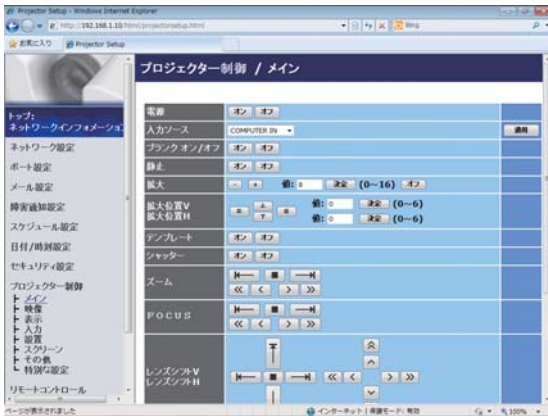 Projector Setup - Windows Internet Explorer
http://192.168.1.10/html/projectorsetup.html
Bing
お気に入り
Projector Setup
プロジェクター制御 / メイン
トップ:
ネットワークインフォメーション
ネットワーク設定
ポート設定
メール設定
障害通知設定
スケジュール設定
日付/時刻設定
セキュリティ設定
プロジェクター制御
メイン
映像
表示
入力
設置
スクリーン
その他
特別な設定
リモートコントロール
電源 オン オフ
入力ソース COMPUTER IN 適用
ブランク オン/オフ オン オフ
静止 オン オフ
拡大 - + 値: 0 決定 (0~16) オフ
拡大位置V 値: 0 決定 (0~6)
拡大位置H 値: 0 決定 (0~6)
テンプレート オン オフ
シャッター オン オフ
ズーム
FOCUS
レンズシフトV
レンズシフトH
ページが表示されました
インターネット | 保護モード: 有効
100%